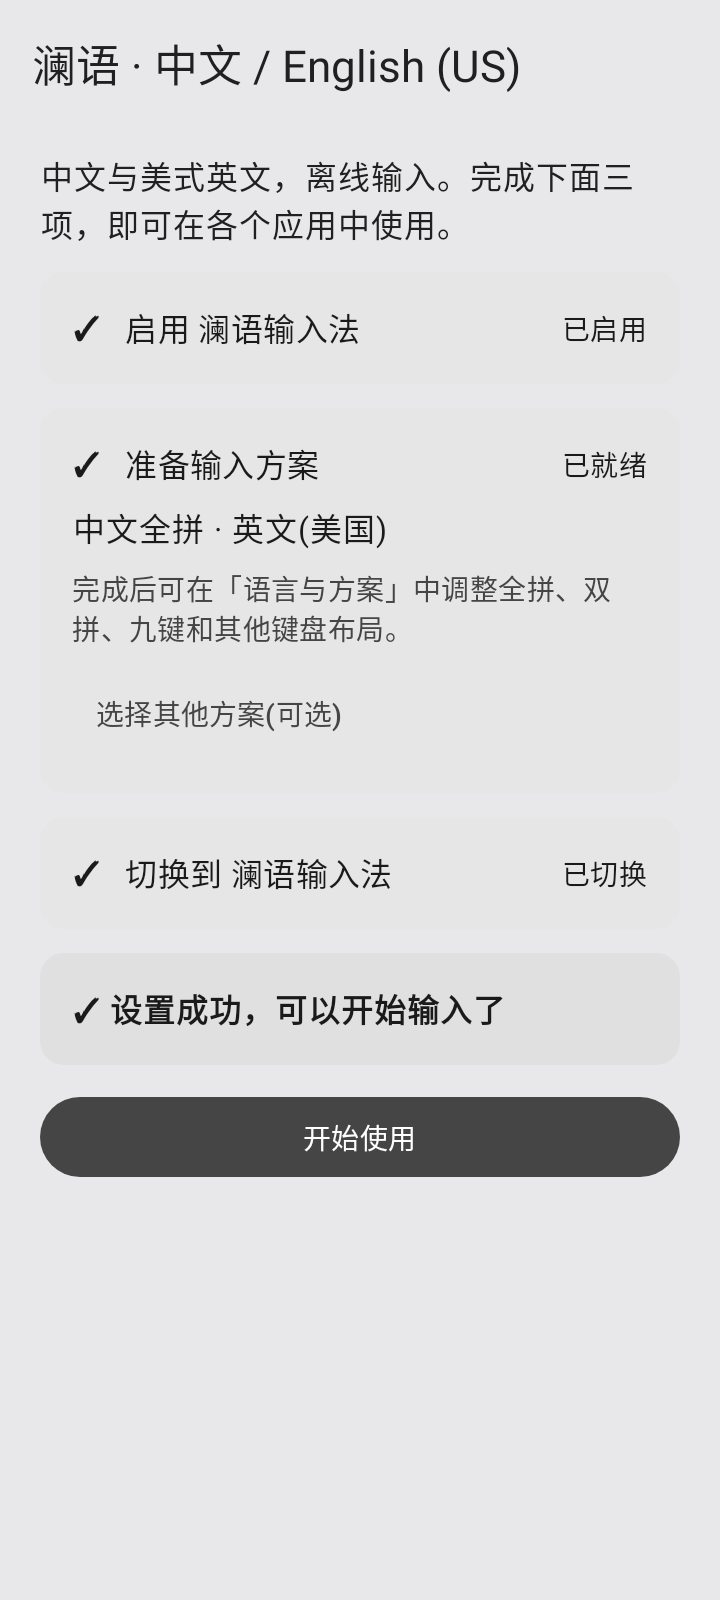 澜语 · 中文 / English (US)
中文与美式英文，离线输入。完成下面三
项，即可在各个应用中使用。
✓ 启用 澜语输入法 已启用
✓ 准备输入方案 已就绪
中文全拼 · 英文(美国)
完成后可在「语言与方案」中调整全拼、双
拼、九键和其他键盘布局。
选择其他方案(可选)
✓ 切换到 澜语输入法 已切换
✓ 设置成功，可以开始输入了
开始使用